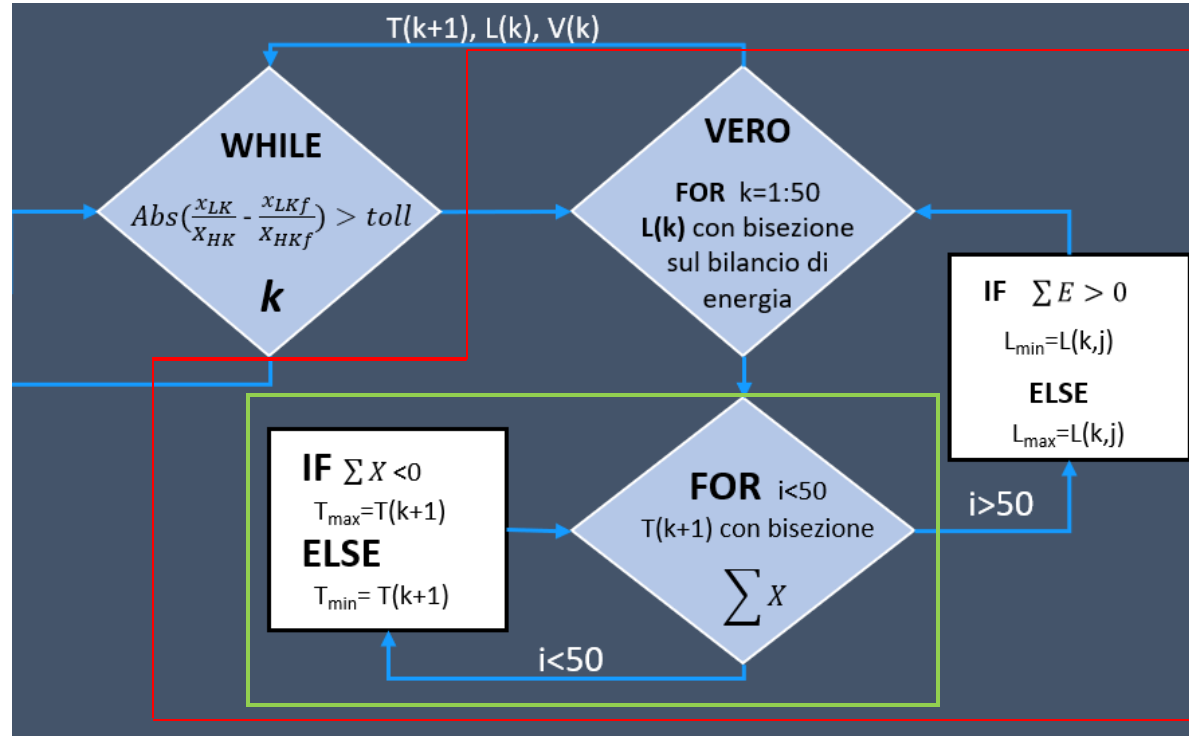 T(k+1), L(k), V(k)
WHILE
Abs(x_LK/x_HK - x_LKf/x_HKf) > toll
k
VERO
FOR k=1:50
L(k) con bisezione
sul bilancio di
energia
IF ∑E > 0
L_min=L(k,j)
ELSE
L_max=L(k,j)
IF ∑X <0
T_max=T(k+1)
ELSE
T_min= T(k+1)
FOR i<50
T(k+1) con bisezione
∑X
i>50
i<50